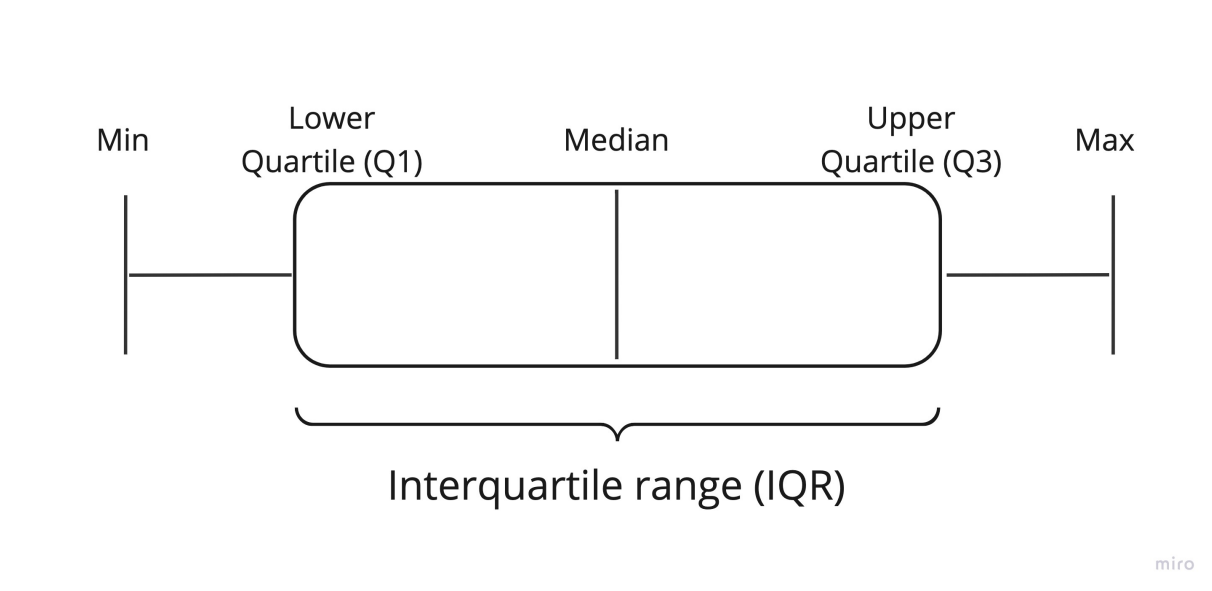 Min
Lower
Quartile (Q1)
Median
Upper
Quartile (Q3)
Max
Interquartile range (IQR)
miro